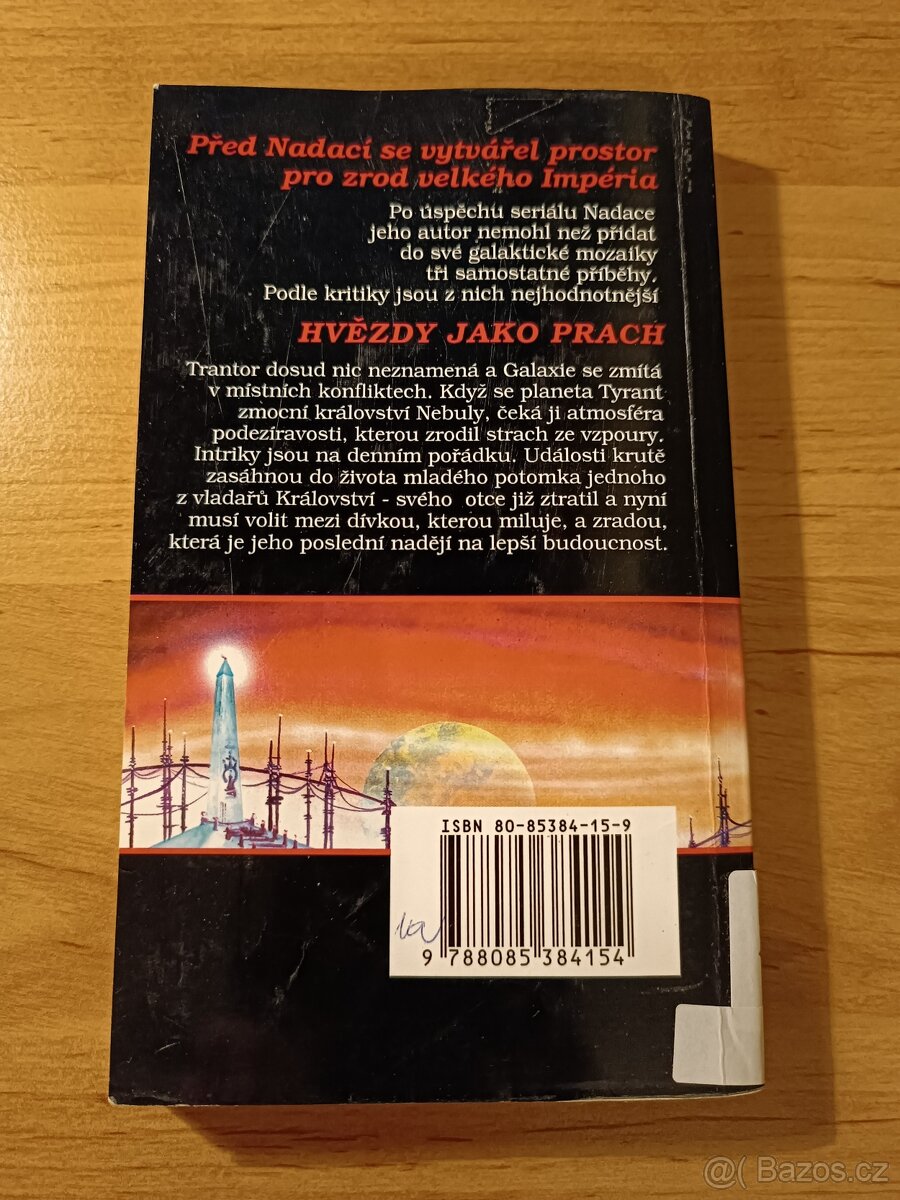 Před Nadací se vytvářel prostor
pro zrod velkého Impéria
Po úspěchu seriálu Nadace
jeho autor nemohl než přidat
do své galaktické mozaiky
tři samostatné příběhy.
Podle kritiky jsou z nich nejhodnotnější
HVĚZDY JAKO PRACH
Trantor dosud nic neznamená a Galaxie se zmítá
v místních konfliktech. Když se planeta Tyrant
zmocní království Nebuly, čeká ji atmosféra
podezíravosti, kterou zrodil strach ze vzpoury.
Intriky jsou na denním pořádku. Události krutě
zasáhnou do života mladého potomka jednoho
z vladařů Království - svého otce již ztratil a nyní
musí volit mezi dívkou, kterou miluje, a zradou,
která je jeho poslední nadějí na lepší budoucnost.
ISBN 80-85384-15-9
9 788085 384154
@( Bazos.cz